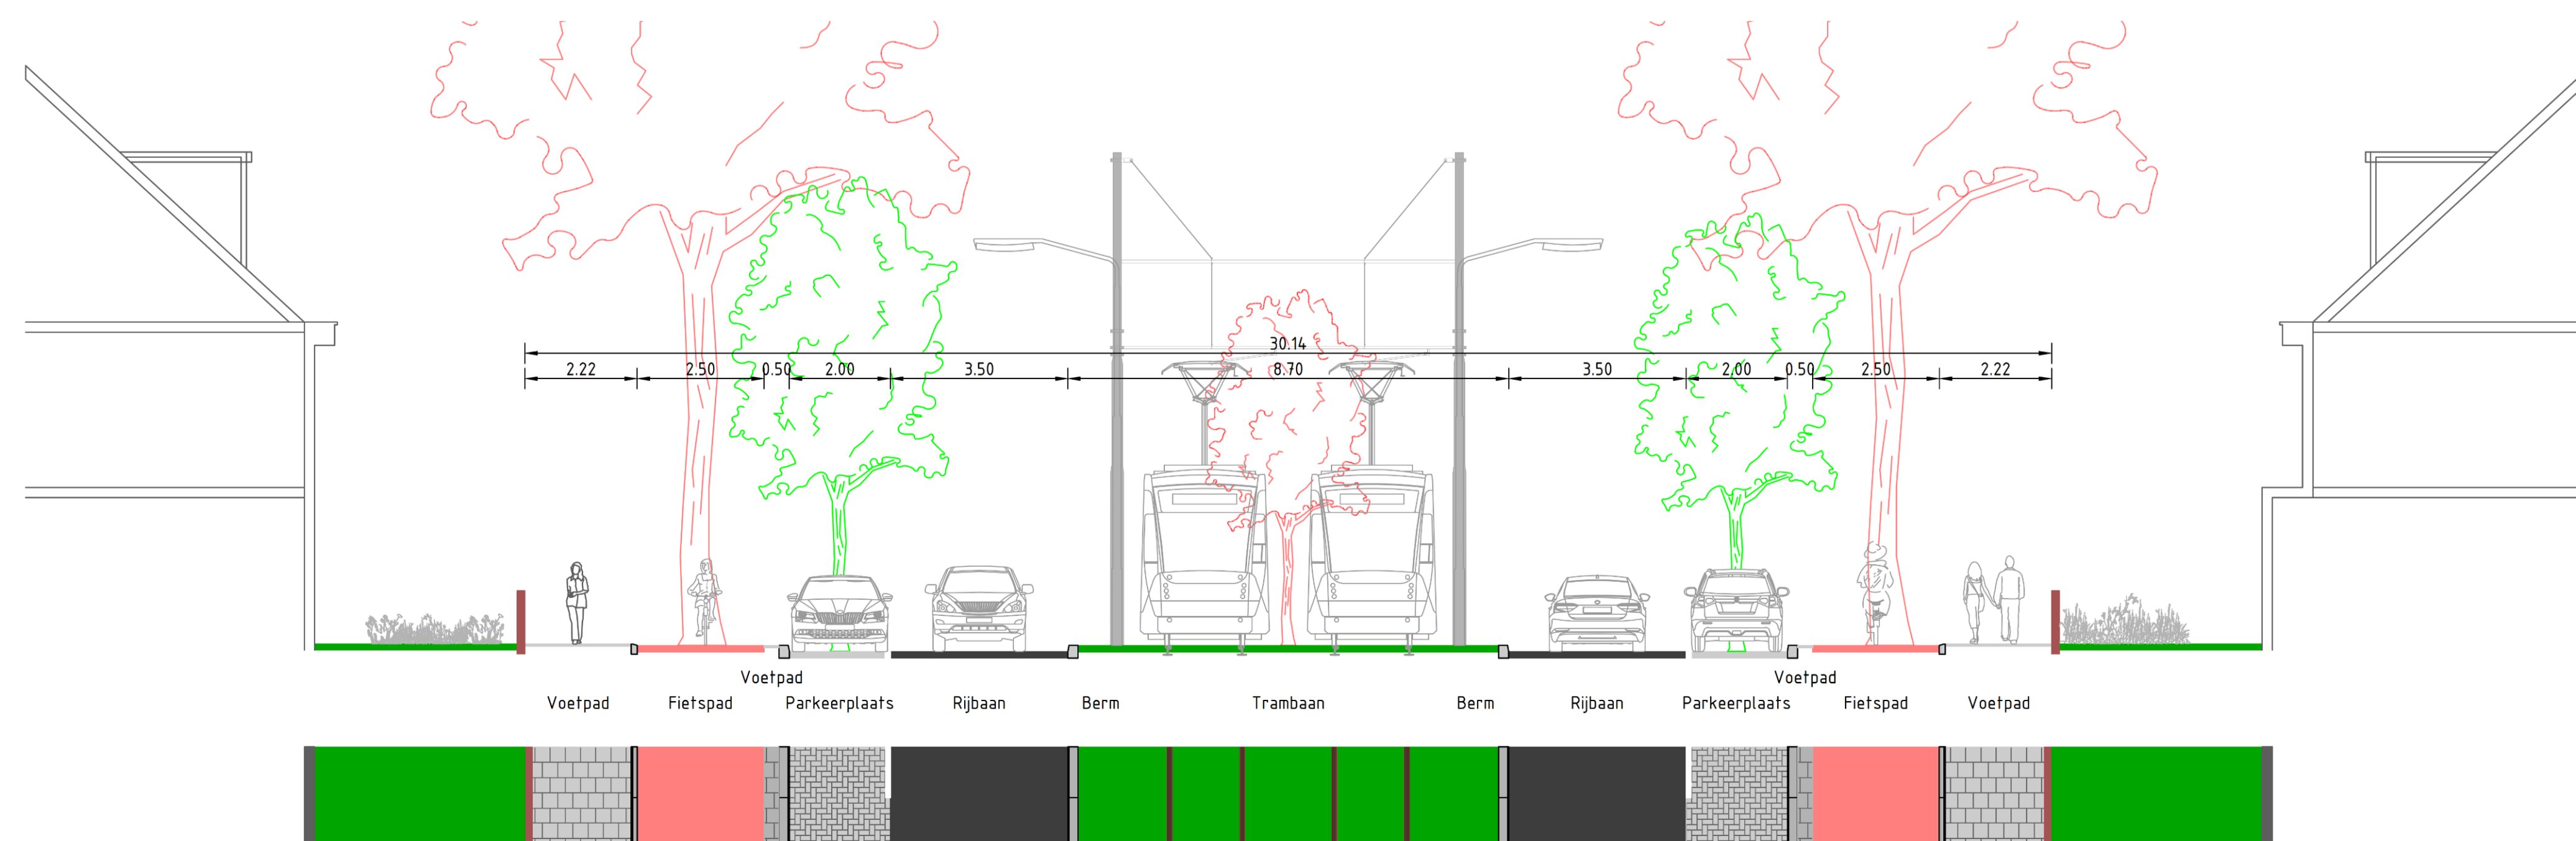 30.14
2.22 2.50 0.50 2.00 3.50 8.70 3.50 2.00 0.50 2.50 2.22
Voetpad Voetpad
Voetpad Fietspad Parkeerplaats Rijbaan Berm Trambaan Berm Rijbaan Parkeerplaats Fietspad Voetpad